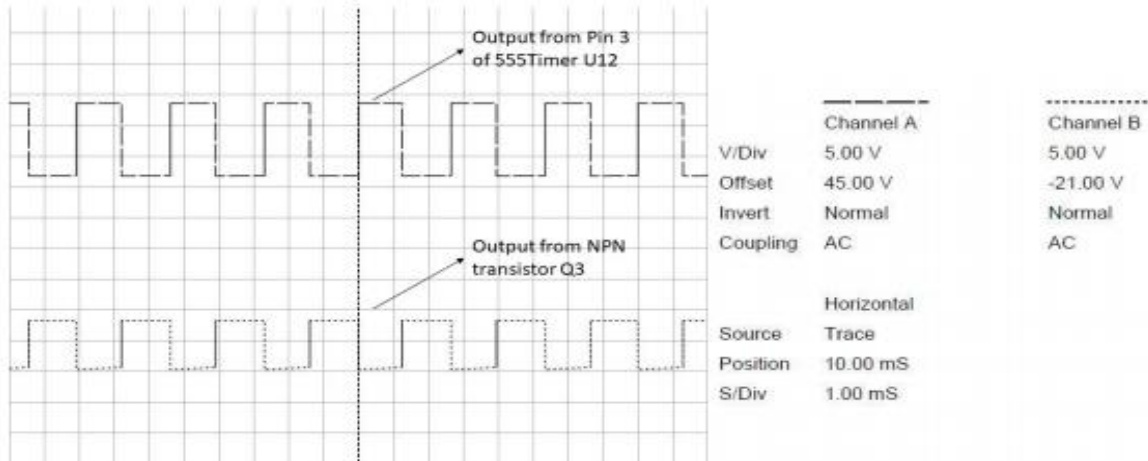 Output from Pin 3
of 555Timer U12
Output from NPN
transistor Q3
Channel A Channel B
V/Div 5.00 V 5.00 V
Offset 45.00 V -21.00 V
Invert Normal Normal
Coupling AC AC
Horizontal
Source Trace
Position 10.00 mS
S/Div 1.00 mS